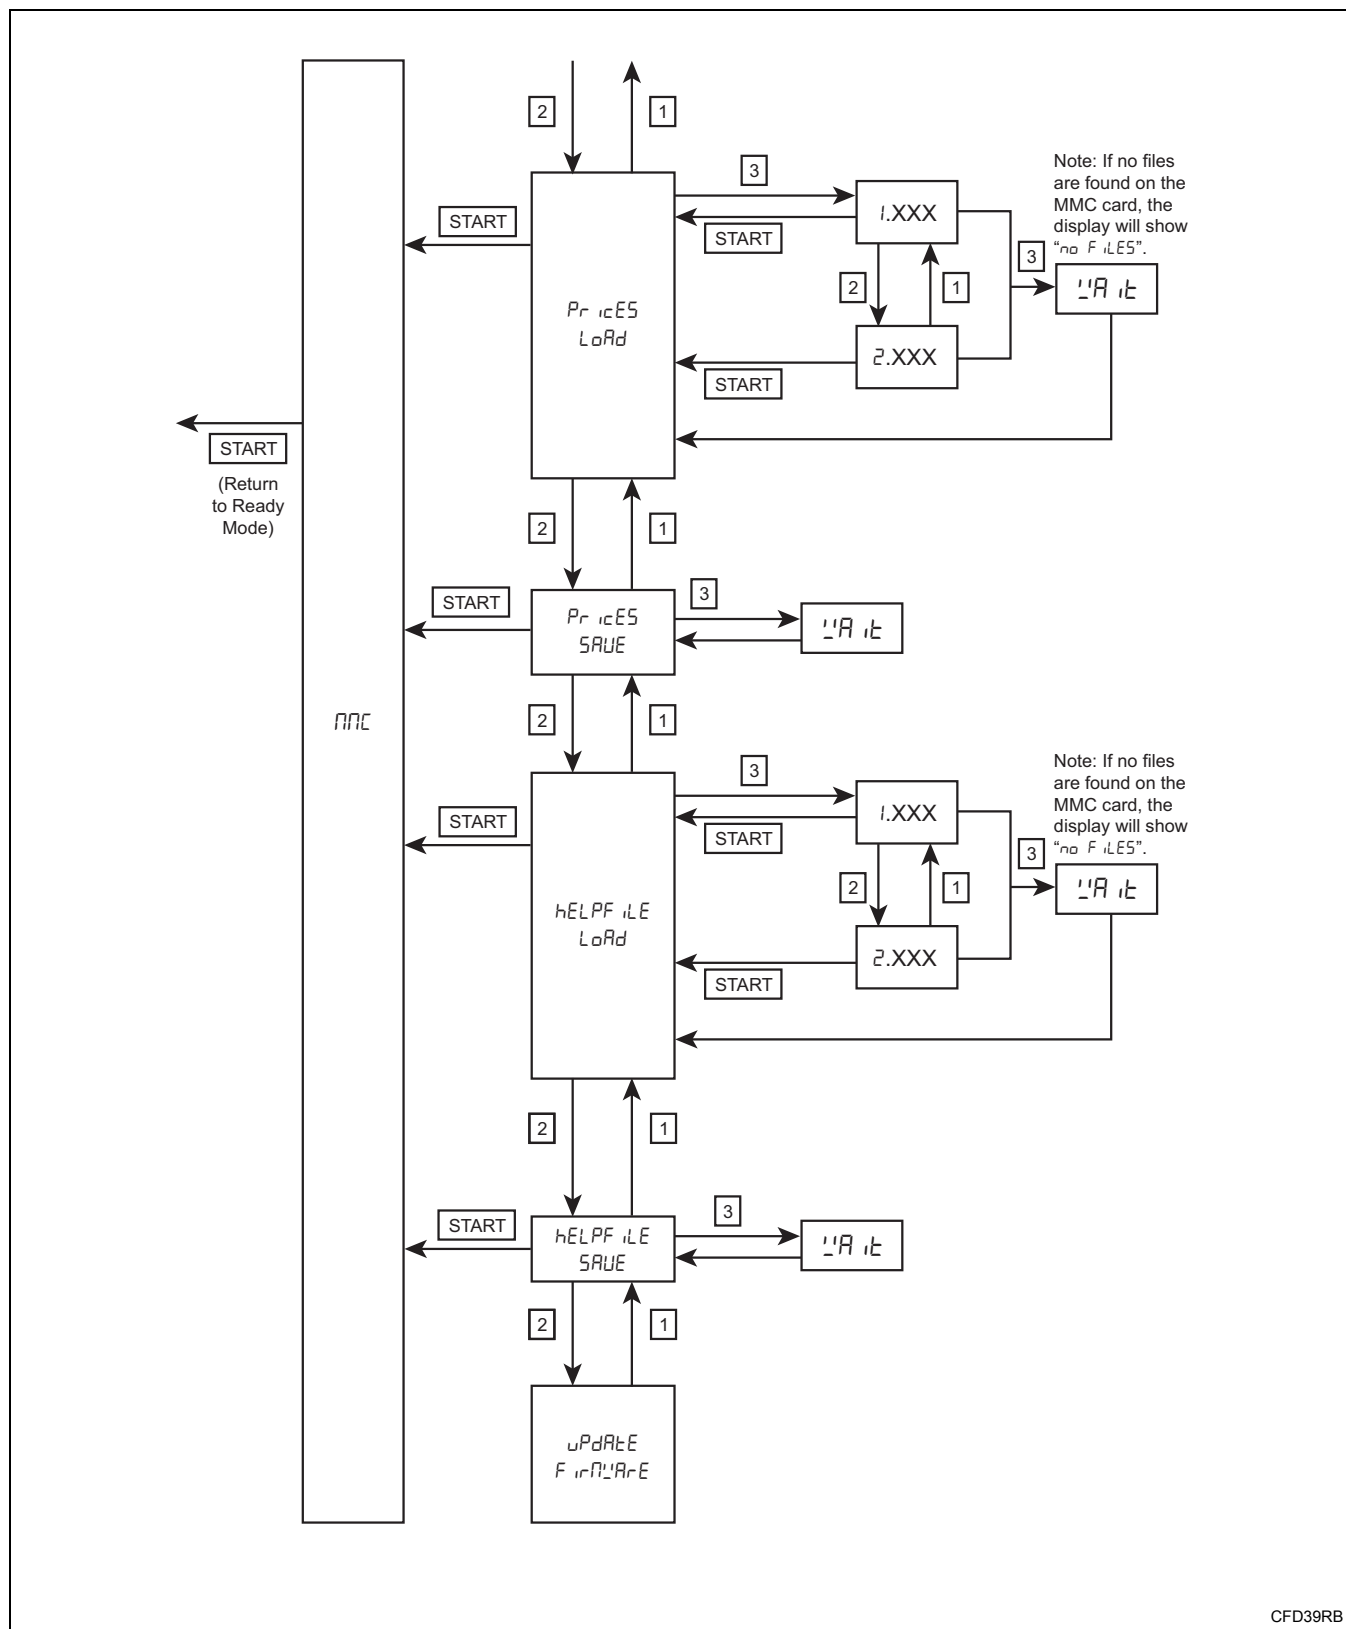 2
1
3
START
START
1.XXX
Note: If no files
are found on the
MMC card, the
display will show
“no FiLES”.
2
1
3
WAit
PricES
LoAd
2.XXX
START
START
(Return
to Ready
Mode)
2
1
START
3
PricES
SAVE
WAit
MMC
2
1
3
START
START
1.XXX
Note: If no files
are found on the
MMC card, the
display will show
“no FiLES”.
2
1
3
WAit
hELPFiLE
LoAd
2.XXX
START
2
1
START
3
hELPFiLE
SAVE
WAit
2
1
uPdAtE
FirMWArE
CFD39RB